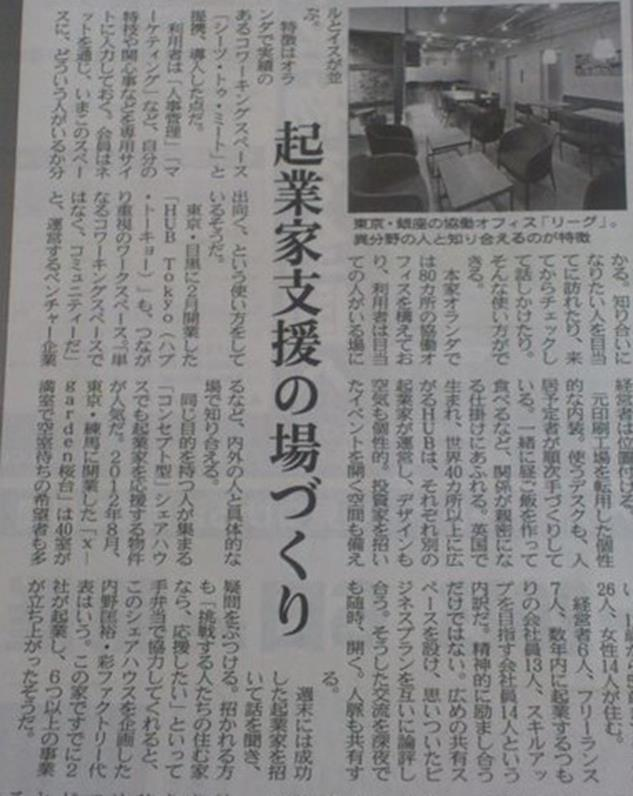 ルとイスが並
ぶ。
特徴はオラ
ンダで実績の
あるコワーキングスペース
「シーツ・トゥ・ミート」と
提携、導入した点だ。
利用者は「人事管理」「マ
ーケティング」など、自分の
特技や関心事などを専用サイ
トに入力しておく。会員はネ
ットを通じ、いまこのスペー
スに、どういう人がいるか分
東京・銀座の協働オフィス「リーグ」。
異分野の人と知り合えるのが特徴
起業家支援の場づくり
かる。知り合いに
なりたい人を目当
てに訪れたり、来
てからチェックし
て話しかけたり。
そんな使い方がで
きる。
本家オランダで
は80カ所の協働オ
フィスを構えてお
り、利用者は目当
ての人がいる場に
出向く、という使い方をして
いるそうだ。
東京・目黒に2月開業した
「HUB Tokyo(ハブ
・トーキョー)」も、つなが
り重視のワークスペース。「単
なるコワーキングスペースで
はなく、コミュニティーだ」
と、運営するベンチャー企業
経営者は位置付ける。
元印刷工場を転用した個性
的な内装。使うデスクも、入
居予定者が順次手づくりして
いる。一緒に昼ご飯を作って
食べるなど、関係が親密にな
る仕掛けにあふれる。英国で
生まれ、世界40カ所以上に広
がるHUBは、それぞれ別の
起業家が運営し、デザインも
空気も個性的。投資家を招い
たイベントを開く空間も備え
るなど、内外の人と具体的な
場で知り合える。
同じ目的を持つ人が集まる
「コンセプト型」シェアハウ
スでも起業家を応援する物件
が人気だ。2012年8月、
東京・練馬に開業した「x―
garden桜台」は40室が
満室で空室待ちの希望者も多
26人、女性14人が住む。
経営者6人、フリーランス
7人、数年内に起業するつも
りの会社員13人、スキルアッ
プを目指す会社員14人という
内訳だ。精神的に励まし合う
だけではない。広めの共有ス
ペースを設け、思いついたビ
ジネスプランを互いに論評し
合う。そうした交流を深夜で
も随時、開く。人脈も共有す
る。
週末には成功
した起業家を招
いて話を聞き、
疑問をぶつける。招かれる方
も「挑戦する人たちの住む家
なら、応援したい」といって
手弁当で協力してくれると、
このシェアハウスを企画した
内野匡裕・彩ファクトリー代
表はいう。この家ですでに2
社が起業し、6つ以上の事業
が立ち上がったそうだ。